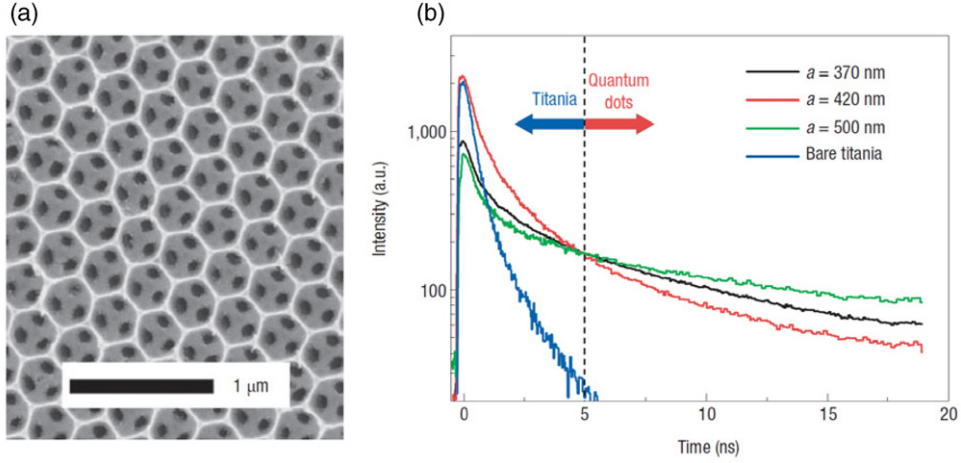 (a)
1 μm
(b)
Intensity (a.u.)
1,000
100
Titania
Quantum
dots
a = 370 nm
a = 420 nm
a = 500 nm
Bare titania
0
5
10
15
20
Time (ns)